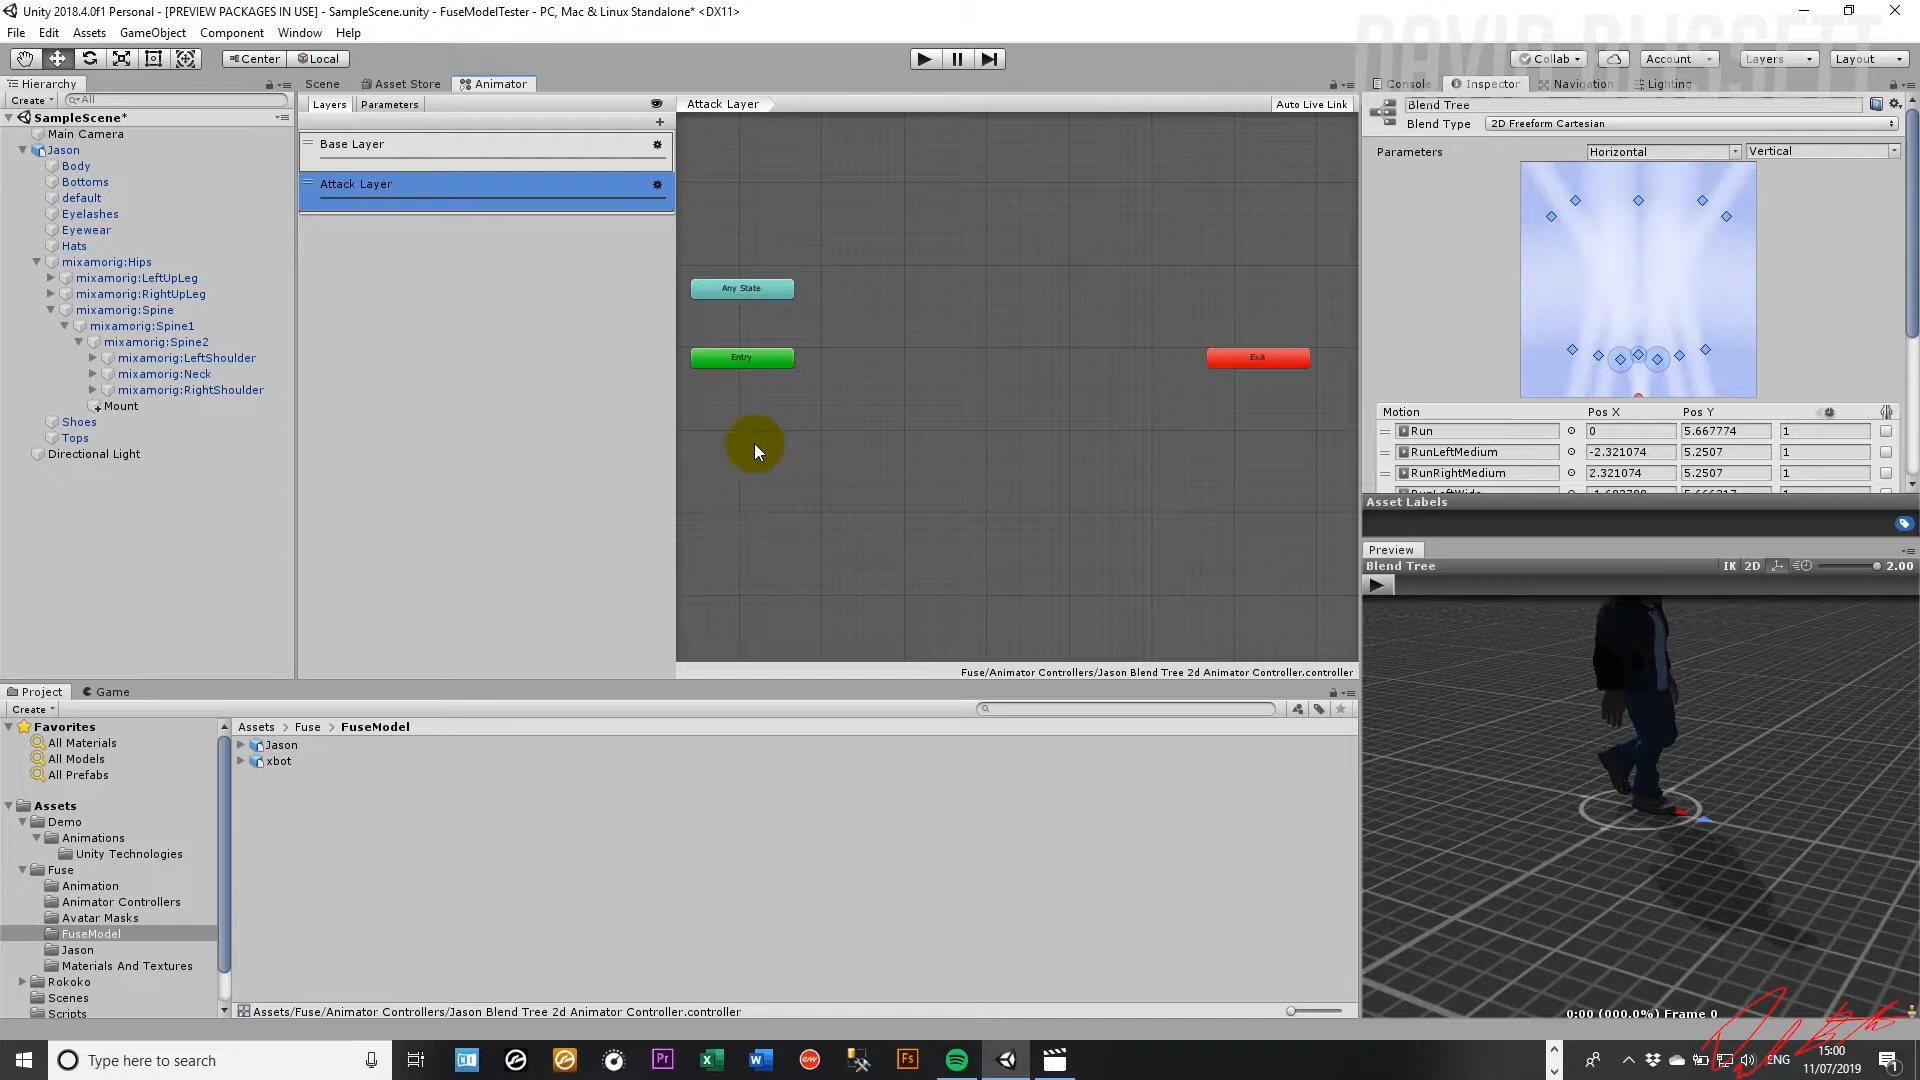 Unity 2018.4.0f1 Personal - [PREVIEW PACKAGES IN USE] - SampleScene.unity - FuseModelTester - PC, Mac & Linux Standalone* <DX11>
DAVID BLISSETT
File Edit Assets GameObject Component Window Help
Center Local Collab Account Layers Layout
Hierarchy Scene Asset Store Animator Console Inspector Navigation Lighting
Create All
Layers Parameters Attack Layer Auto Live Link
SampleScene*
Main Camera
Jason
Body
Bottoms
default
Eyelashes
Eyewear
Hats
mixamorig:Hips
mixamorig:LeftUpLeg
mixamorig:RightUpLeg
mixamorig:Spine
mixamorig:Spine1
mixamorig:Spine2
mixamorig:LeftShoulder
mixamorig:Neck
mixamorig:RightShoulder
Mount
Shoes
Tops
Directional Light
Base Layer
Attack Layer
Any State
Entry
Exit
Fuse/Animator Controllers/Jason Blend Tree 2d Animator Controller.controller
Blend Tree
Blend Type 2D Freeform Cartesian
Parameters Horizontal Vertical
Motion Pos X Pos Y
Run 0 5.667774 1
RunLeftMedium -2.321074 5.2507 1
RunRightMedium 2.321074 5.2507 1
Asset Labels
Preview
Blend Tree IK 2D 2.00
0:00 (000.0%) Frame 0
Project Game
Create
Favorites
All Materials
All Models
All Prefabs
Assets
Demo
Animations
Unity Technologies
Fuse
Animation
Animator Controllers
Avatar Masks
FuseModel
Jason
Materials And Textures
Rokoko
Scenes
Scripts
Assets > Fuse > FuseModel
Jason
xbot
Assets/Fuse/Animator Controllers/Jason Blend Tree 2d Animator Controller.controller
Type here to search
ENG
15:00
11/07/2019